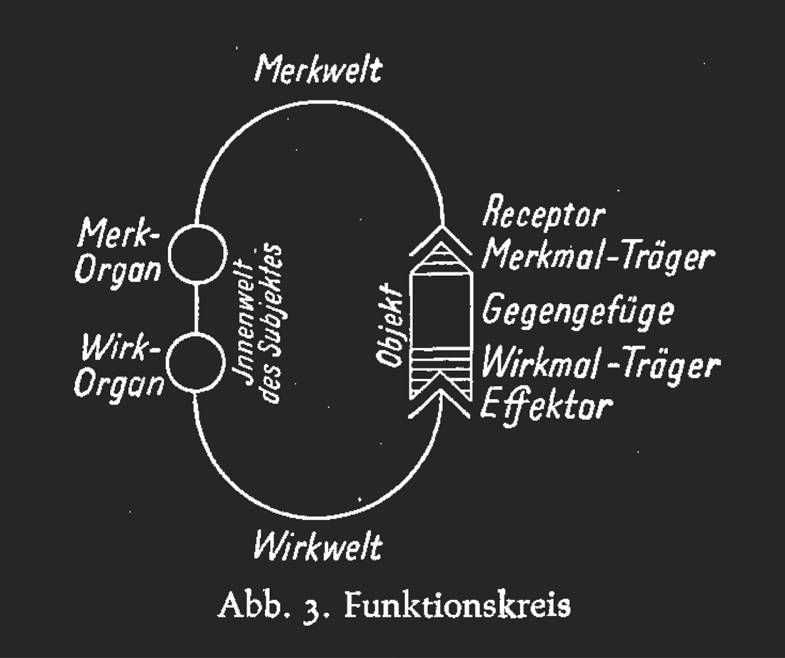 Merkwelt
Merk-
Organ
Wirk-
Organ
Jnnenwelt
des Subjektes
Objekt
Receptor
Merkmal-Träger
Gegengefüge
Wirkmal-Träger
Effektor
Wirkwelt
Abb. 3. Funktionskreis